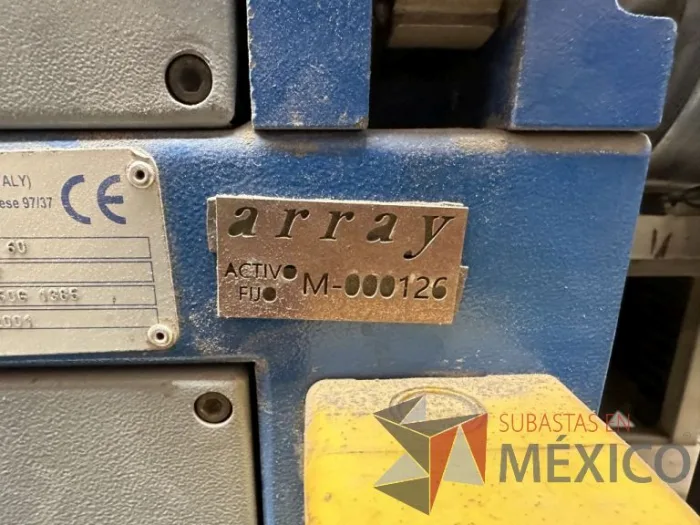 ALY)
ese 97/37
CE
60
506 1365
001
array
ACTIVO
FIJO
M-000126
SUBASTAS EN
MÉXICO